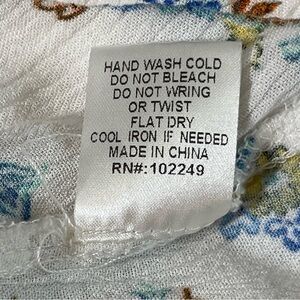 HAND WASH COLD
DO NOT BLEACH
DO NOT WRING
OR TWIST
FLAT DRY
COOL IRON IF NEEDED
MADE IN CHINA
RN#:102249